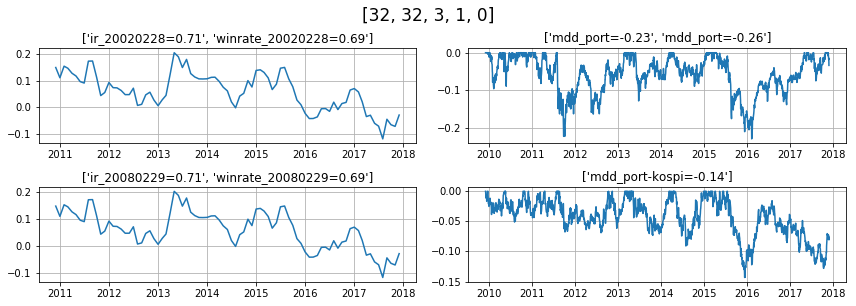 [32, 32, 3, 1, 0]
['ir_20020228=0.71', 'winrate_20020228=0.69']
0.2
0.1
0.0
−0.1
2011 2012 2013 2014 2015 2016 2017 2018
['mdd_port=-0.23', 'mdd_port=-0.26']
0.0
−0.1
−0.2
2010 2011 2012 2013 2014 2015 2016 2017 2018
['ir_20080229=0.71', 'winrate_20080229=0.69']
0.2
0.1
0.0
−0.1
2011 2012 2013 2014 2015 2016 2017 2018
['mdd_port-kospi=-0.14']
0.00
−0.05
−0.10
−0.15
2010 2011 2012 2013 2014 2015 2016 2017 2018